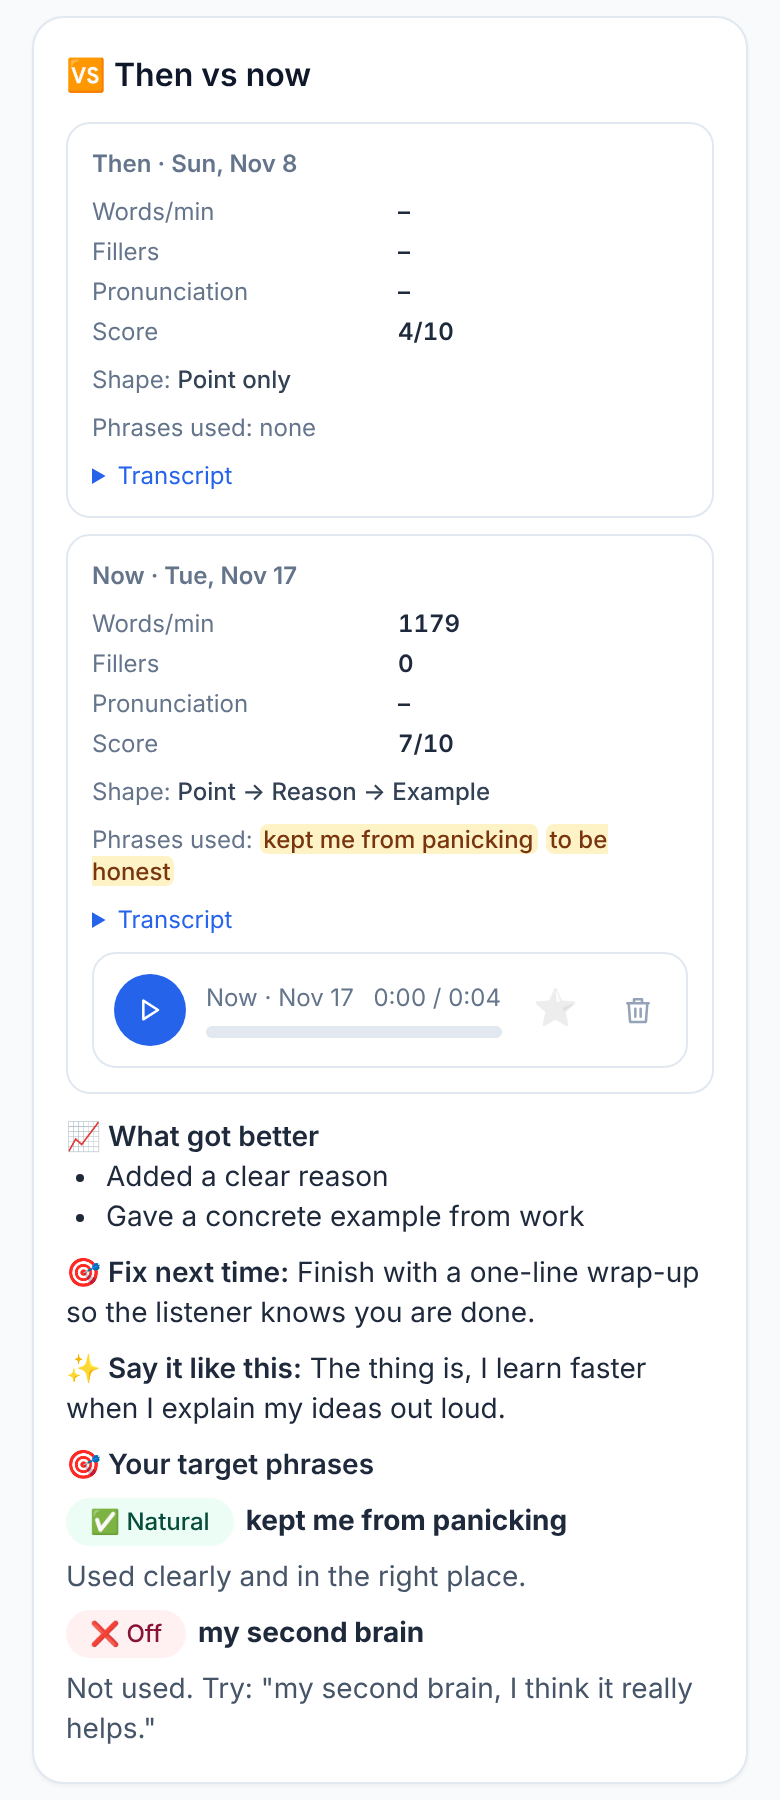 🆚 Then vs now
Then · Sun, Nov 8
Words/min –
Fillers –
Pronunciation –
Score 4/10
Shape: Point only
Phrases used: none
▶ Transcript
Now · Tue, Nov 17
Words/min 1179
Fillers 0
Pronunciation –
Score 7/10
Shape: Point → Reason → Example
Phrases used: kept me from panicking to be
honest
▶ Transcript
Now · Nov 17 0:00 / 0:04
📈 What got better
• Added a clear reason
• Gave a concrete example from work
🎯 Fix next time: Finish with a one-line wrap-up
so the listener knows you are done.
✨ Say it like this: The thing is, I learn faster
when I explain my ideas out loud.
🎯 Your target phrases
✅ Natural kept me from panicking
Used clearly and in the right place.
❌ Off my second brain
Not used. Try: "my second brain, I think it really
helps."